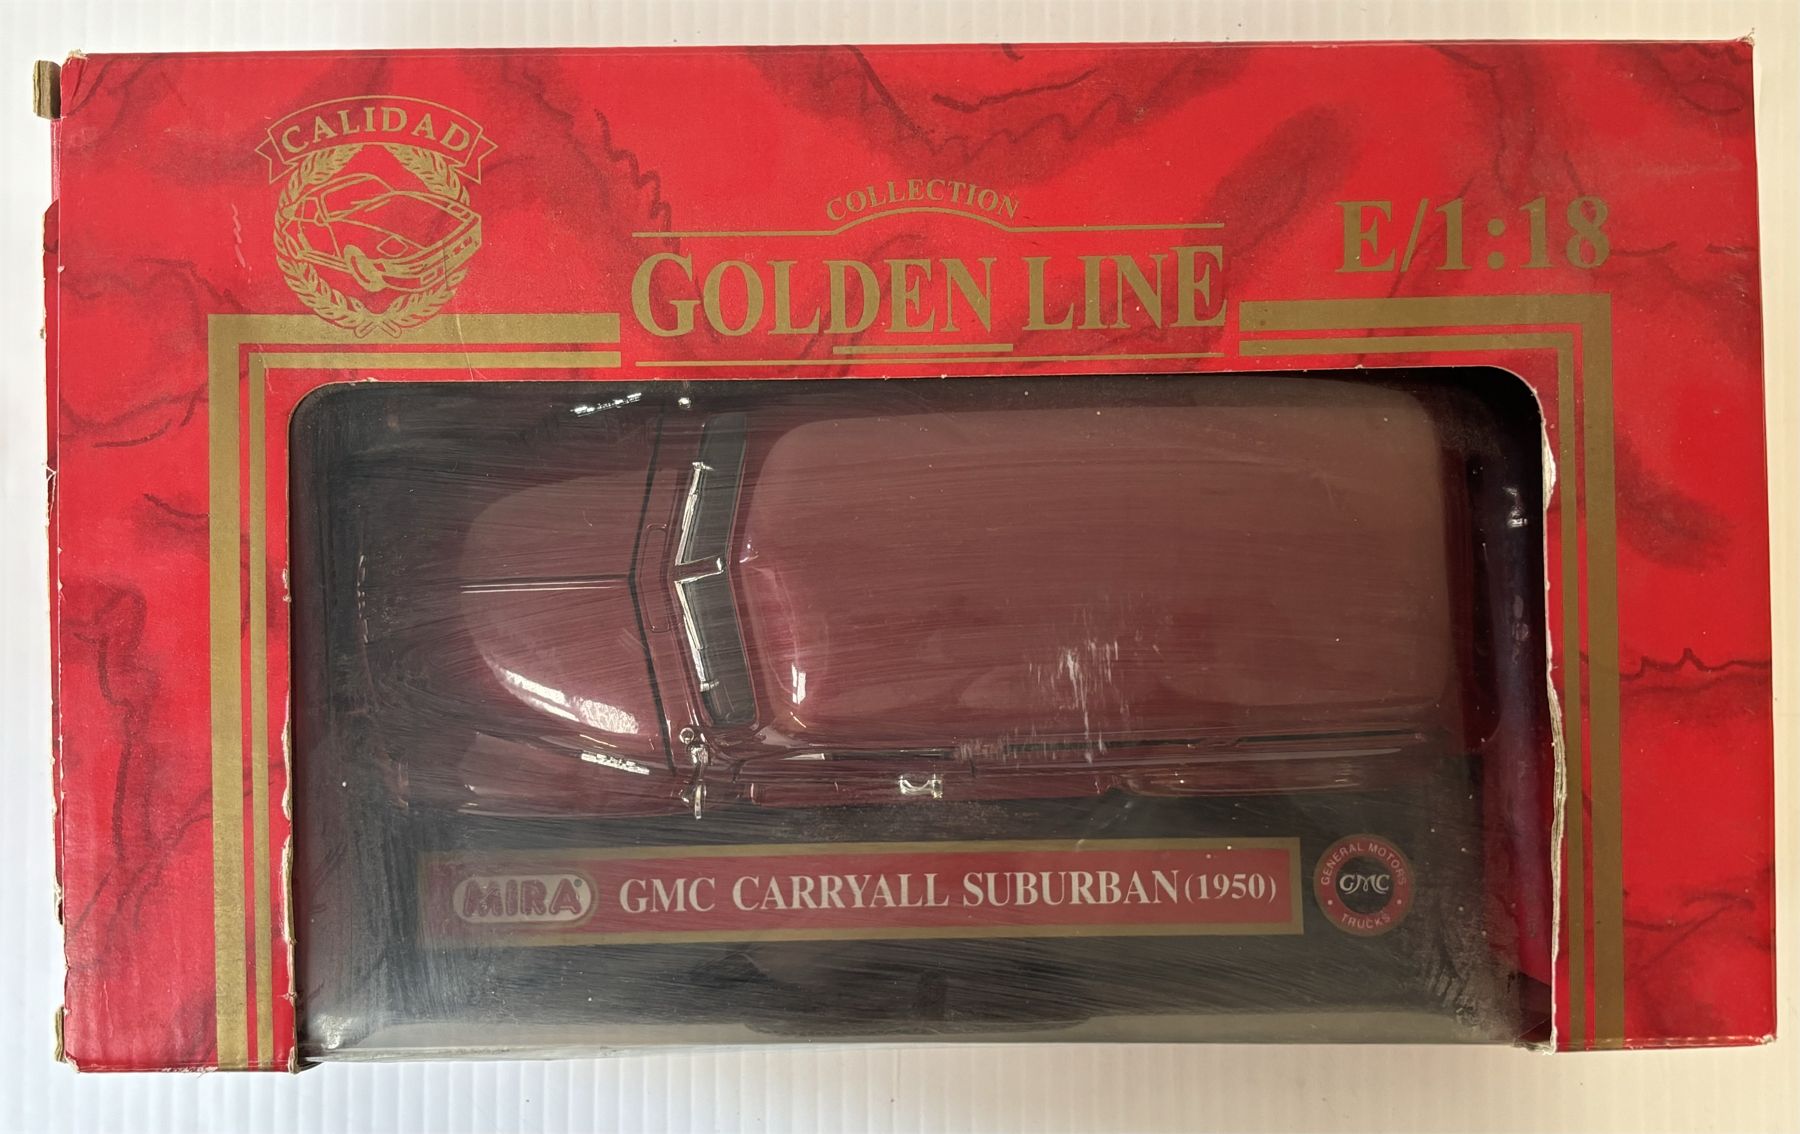 CALIDAD
COLLECTION
GOLDEN LINE
E/1:18
MIRA® GMC CARRYALL SUBURBAN (1950)
GENERAL MOTORS
GMC
TRUCKS